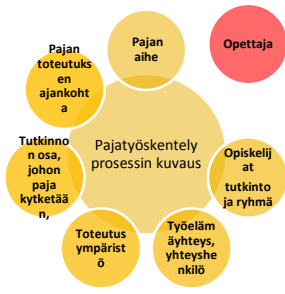 Pajan
aihe
Opettaja
Pajan
toteutuks
en
ajankoht
a
Pajatyöskentely
prosessin kuvaus
Tutkinno
n osa,
johon
paja
kytketään,
Opiskelij
at
tutkinto
ja ryhmä
Toteutus
ympärist
ö
Työeläm
äyhteys,
yhteyshe
nkilö